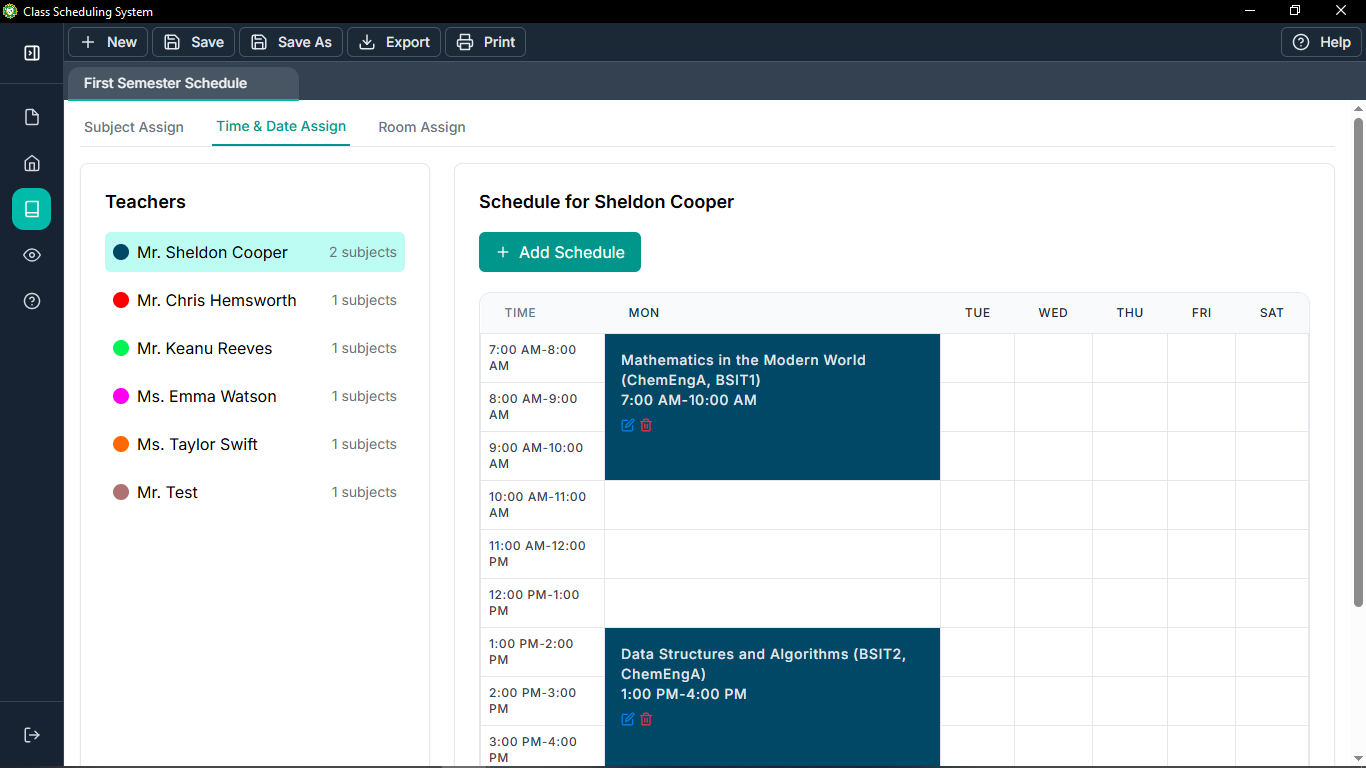 Class Scheduling System
New
Save
Save As
Export
Print
Help
First Semester Schedule
Subject Assign
Time & Date Assign
Room Assign
Teachers
Mr. Sheldon Cooper 2 subjects
Mr. Chris Hemsworth 1 subjects
Mr. Keanu Reeves 1 subjects
Ms. Emma Watson 1 subjects
Ms. Taylor Swift 1 subjects
Mr. Test 1 subjects
Schedule for Sheldon Cooper
+ Add Schedule
TIME MON TUE WED THU FRI SAT
7:00 AM-8:00
AM
8:00 AM-9:00
AM
9:00 AM-10:00
AM
10:00 AM-11:00
AM
11:00 AM-12:00
PM
12:00 PM-1:00
PM
1:00 PM-2:00
PM
2:00 PM-3:00
PM
3:00 PM-4:00
PM
Mathematics in the Modern World
(ChemEngA, BSIT1)
7:00 AM-10:00 AM
Data Structures and Algorithms (BSIT2,
ChemEngA)
1:00 PM-4:00 PM